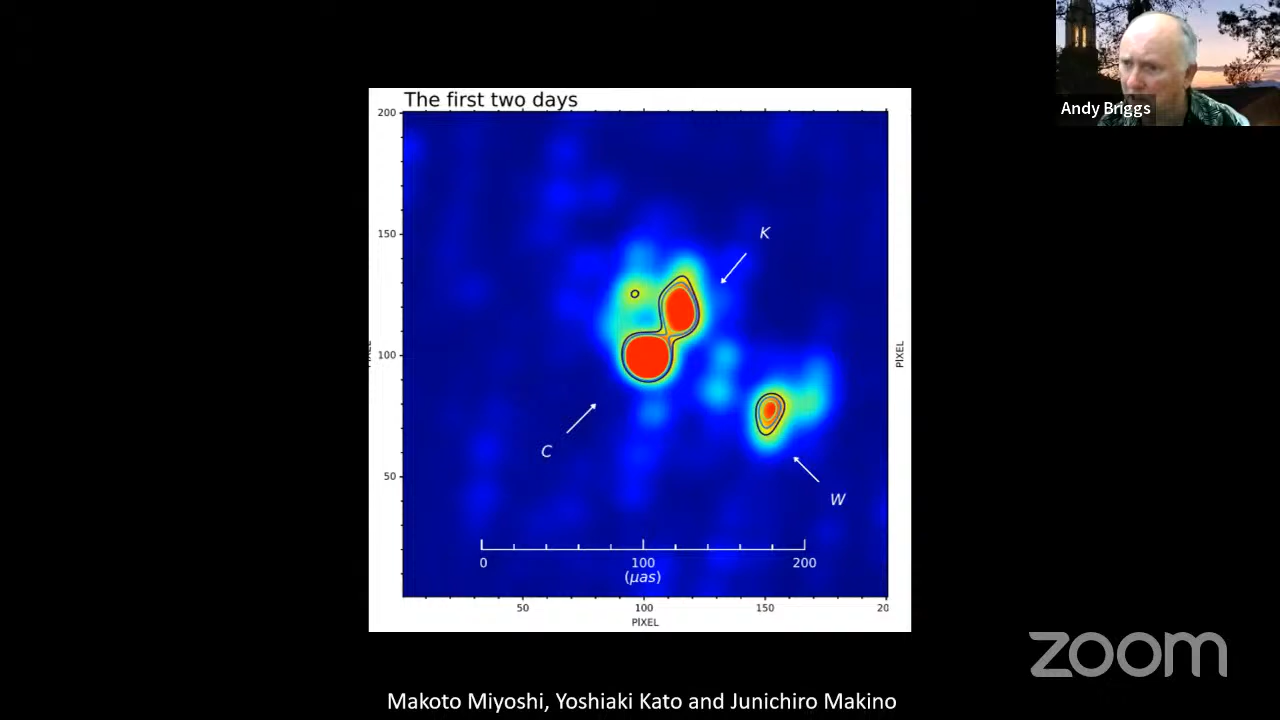 Andy Briggs
The first two days
200
150
100
50
K
C
W
0 100 200
(μas)
50 100 150 20
PIXEL
PIXEL
zoom
Makoto Miyoshi, Yoshiaki Kato and Junichiro Makino